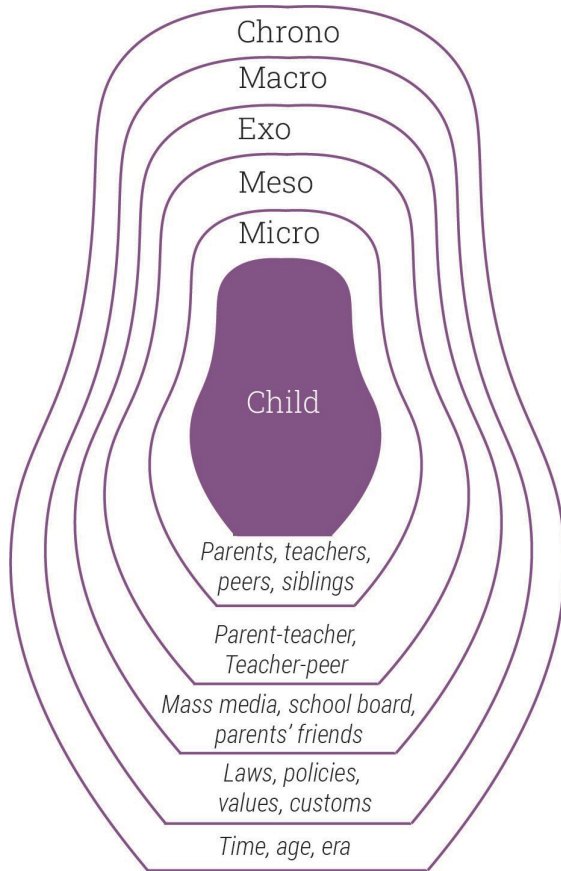 Chrono
Macro
Exo
Meso
Micro
Child
Parents, teachers,
peers, siblings
Parent-teacher,
Teacher-peer
Mass media, school board,
parents’ friends
Laws, policies,
values, customs
Time, age, era